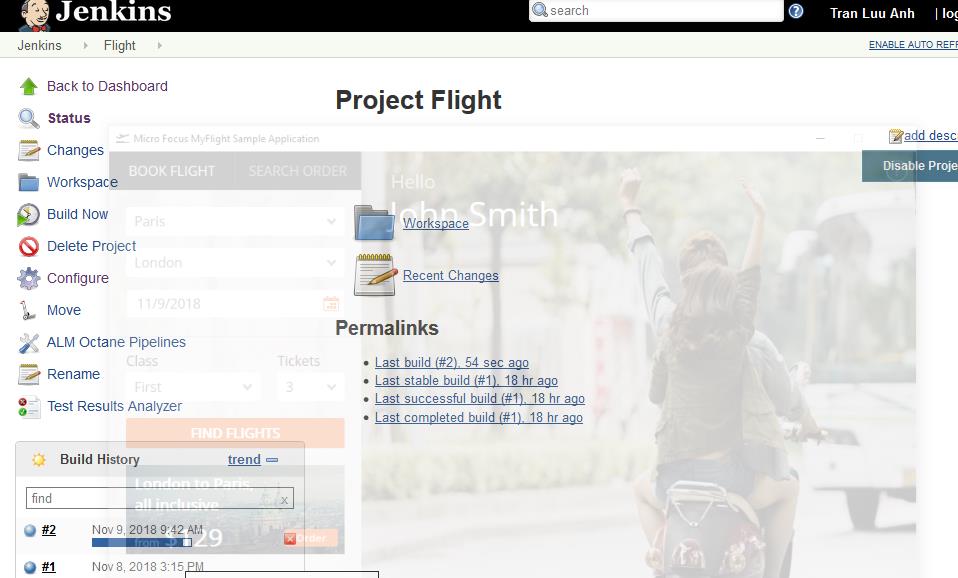 Jenkins
search
Tran Luu Anh
| log
Jenkins
Flight
ENABLE AUTO REFR
Back to Dashboard
Status
Changes
Workspace
Build Now
Delete Project
Configure
Move
ALM Octane Pipelines
Rename
Test Results Analyzer
Project Flight
add desc
Disable Proje
Micro Focus MyFlight Sample Application
BOOK FLIGHT
SEARCH ORDER
Hello
John Smith
Paris
London
11/9/2018
Class
Tickets
First
3
FIND FLIGHTS
London to Paris,
all inclusive
from $129
Order
Workspace
Recent Changes
Permalinks
Last build (#2), 54 sec ago
Last stable build (#1), 18 hr ago
Last successful build (#1), 18 hr ago
Last completed build (#1), 18 hr ago
Build History
trend
find
x
#2
Nov 9, 2018 9:42 AM
#1
Nov 8, 2018 3:15 PM